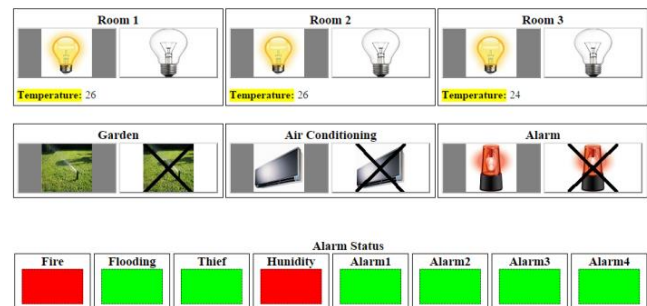 Room 1
Room 2
Room 3
Temperature: 26
Temperature: 26
Temperature: 24
Garden
Air Conditioning
Alarm
Alarm Status
Fire
Flooding
Thief
Hunidity
Alarm1
Alarm2
Alarm3
Alarm4